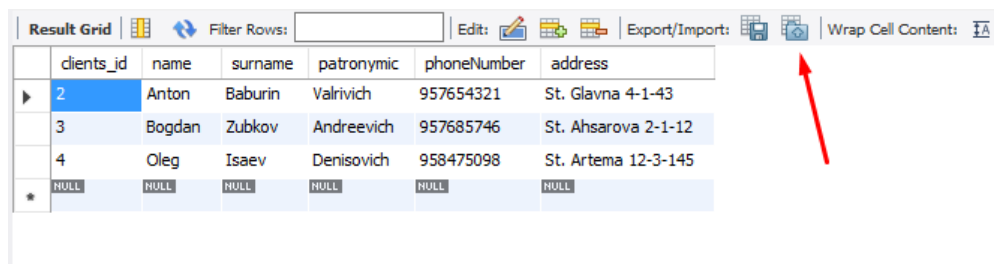 Result Grid Filter Rows: Edit: Export/Import: Wrap Cell Content: IA
clients_id name surname patronymic phoneNumber address
2 Anton Baburin Valrivich 957654321 St. Glavna 4-1-43
3 Bogdan Zubkov Andreevich 957685746 St. Ahsarova 2-1-12
4 Oleg Isaev Denisovich 958475098 St. Artema 12-3-145
NULL NULL NULL NULL NULL NULL